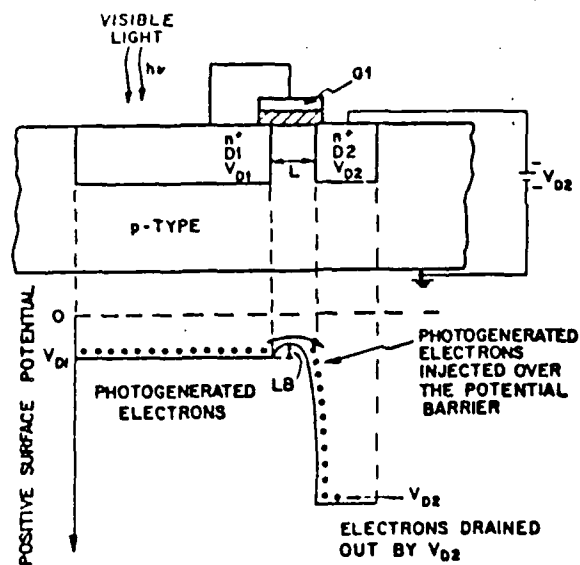 VISIBLE
LIGHT
hν
G1
n+
D1
VD1
L
n+
D2
VD2
VD2
p-TYPE
POSITIVE SURFACE POTENTIAL
0
VD1
PHOTOGENERATED
ELECTRONS
LB
PHOTOGENERATED
ELECTRONS
INJECTED OVER
THE POTENTIAL
BARRIER
VD2
ELECTRONS DRAINED
OUT BY VD2